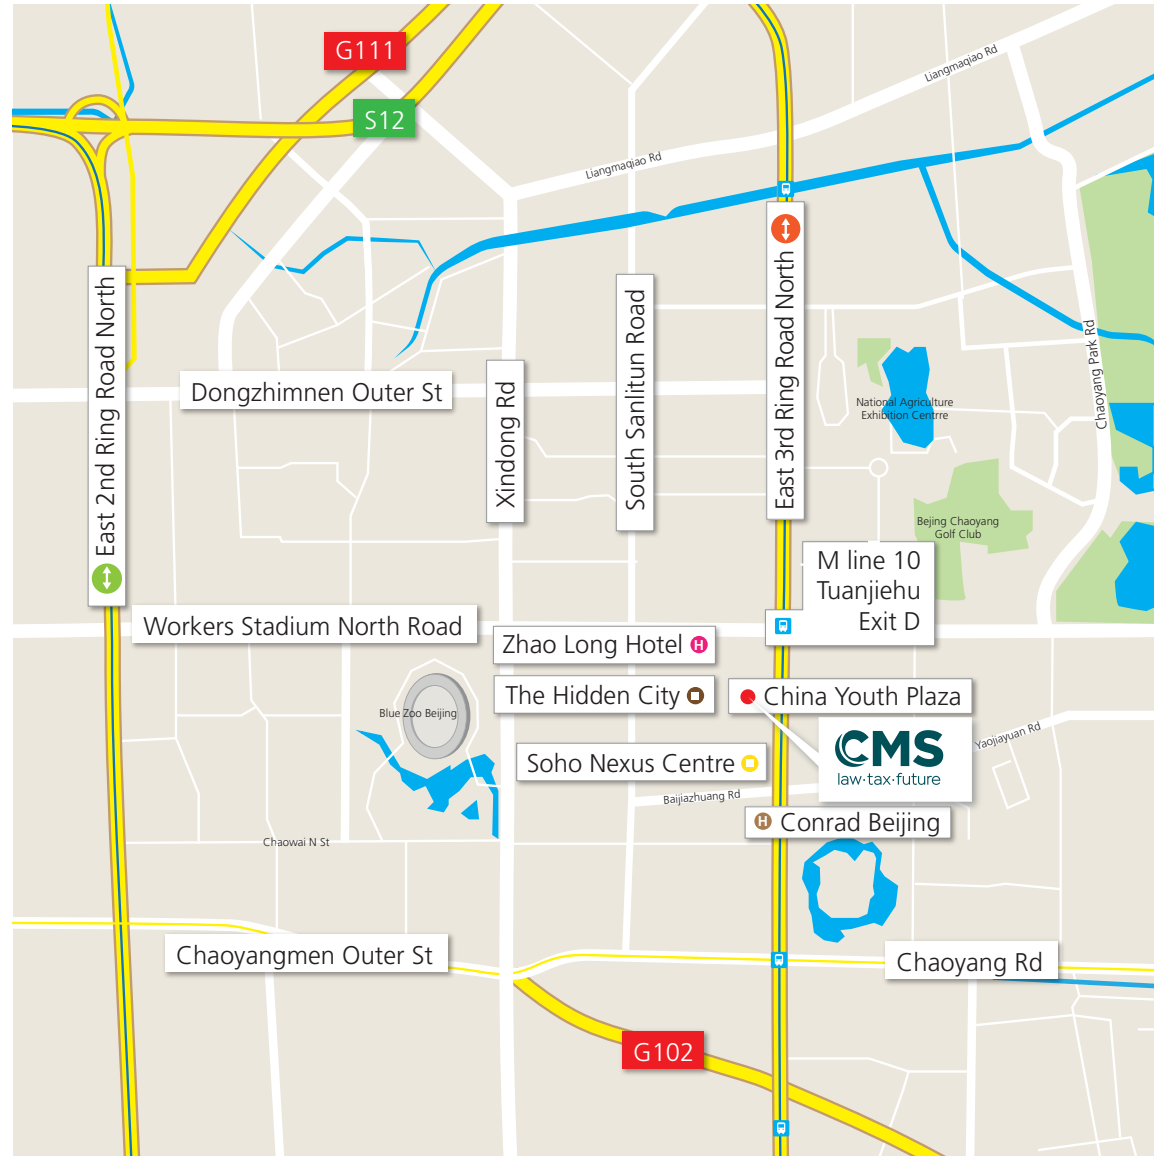 G111
S12
Liangmaqiao Rd
Liangmaqiao Rd
East 2nd Ring Road North
East 3rd Ring Road North
South Sanlitun Road
Xindong Rd
Chaoyang Park Rd
Dongzhimnen Outer St
National Agriculture
Exhibition Centrre
Bejing Chaoyang
Golf Club
M line 10
Tuanjiehu
Exit D
Workers Stadium North Road
Zhao Long Hotel H
The Hidden City
China Youth Plaza
Blue Zoo Beijing
CMS
law·tax·future
Yaojiayuan Rd
Soho Nexus Centre
Baijiazhuang Rd
H Conrad Beijing
Chaowai N St
Chaoyangmen Outer St
Chaoyang Rd
G102